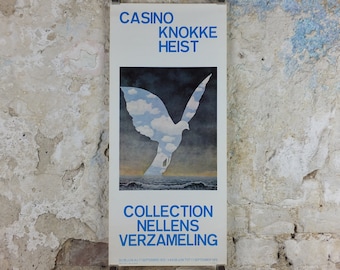 CASINO
KNOKKE
HEIST
COLLECTION
NELLENS
VERZAMELING